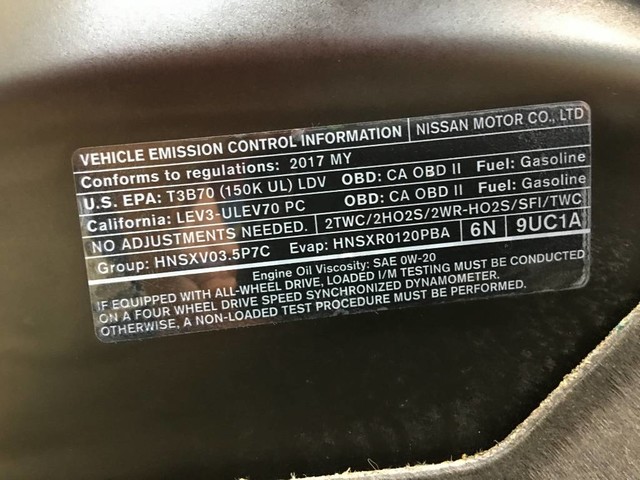 VEHICLE EMISSION CONTROL INFORMATION NISSAN MOTOR CO., LTD
Conforms to regulations: 2017 MY
U.S. EPA: T3B70 (150K UL) LDV OBD: CA OBD II Fuel: Gasoline
California: LEV3-ULEV70 PC OBD: CA OBD II Fuel: Gasoline
NO ADJUSTMENTS NEEDED. 2TWC/2HO2S/2WR-HO2S/SFI/TWC
Group: HNSXV03.5P7C Evap: HNSXR0120PBA 6N 9UC1A
Engine Oil Viscosity: SAE 0W-20
IF EQUIPPED WITH ALL-WHEEL DRIVE, LOADED I/M TESTING MUST BE CONDUCTED
ON A FOUR WHEEL DRIVE SPEED SYNCHRONIZED DYNAMOMETER.
OTHERWISE, A NON-LOADED TEST PROCEDURE MUST BE PERFORMED.